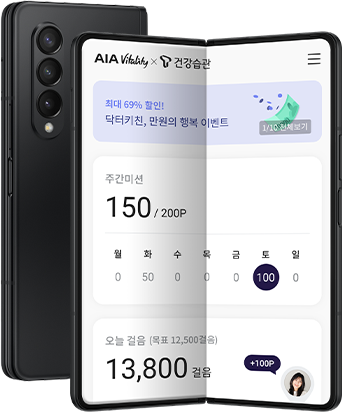 AIA Vitality × 건강습관
최대 69% 할인!
닥터키친, 만원의 행복 이벤트
1/10 전체보기
주간미션
150 / 200P
월 화 수 목 금 토 일
0 50 0 0 0 100 0
오늘 걸음 (목표 12,500걸음)
13,800 걸음
+100P